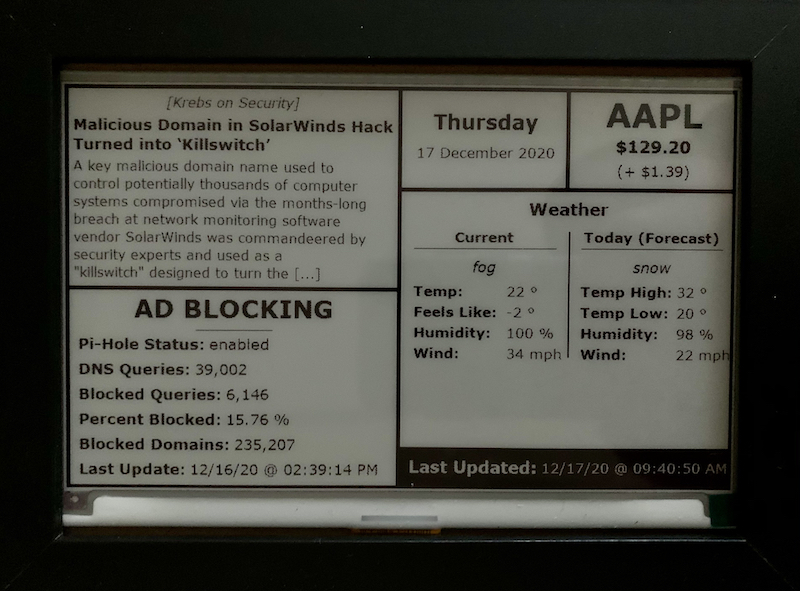 [Krebs on Security]
Malicious Domain in SolarWinds Hack
Turned into ‘Killswitch’
A key malicious domain name used to
control potentially thousands of computer
systems compromised via the months-long
breach at network monitoring software
vendor SolarWinds was commandeered by
security experts and used as a
"killswitch" designed to turn the [...]
AD BLOCKING
Pi-Hole Status: enabled
DNS Queries: 39,002
Blocked Queries: 6,146
Percent Blocked: 15.76 %
Blocked Domains: 235,207
Last Update: 12/16/20 @ 02:39:14 PM
Thursday
17 December 2020
AAPL
$129.20
(+ $1.39)
Weather
Current
fog
Temp: 22 º
Feels Like: -2 º
Humidity: 100 %
Wind: 34 mph
Today (Forecast)
snow
Temp High: 32 º
Temp Low: 20 º
Humidity: 98 %
Wind: 22 mph
Last Updated: 12/17/20 @ 09:40:50 AM